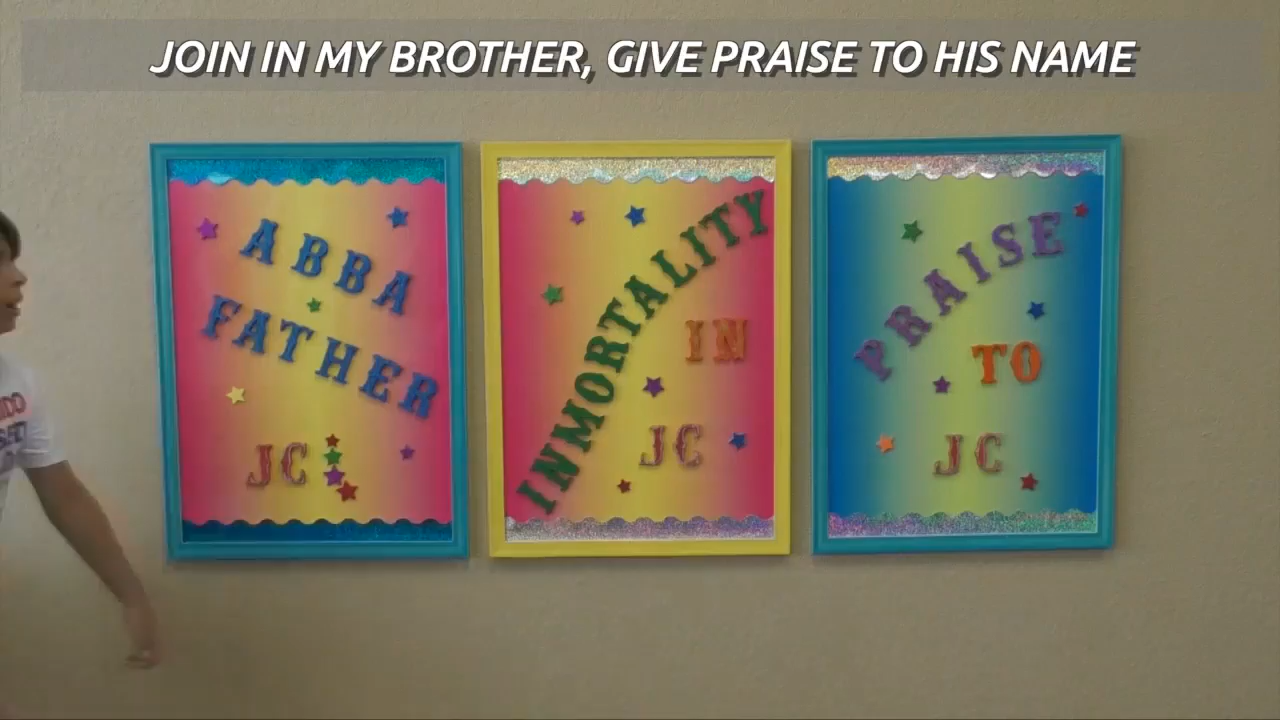 JOIN IN MY BROTHER, GIVE PRAISE TO HIS NAME
ABBA
FATHER
JC
INMORTALITY
IN
JC
PRAISE
TO
JC